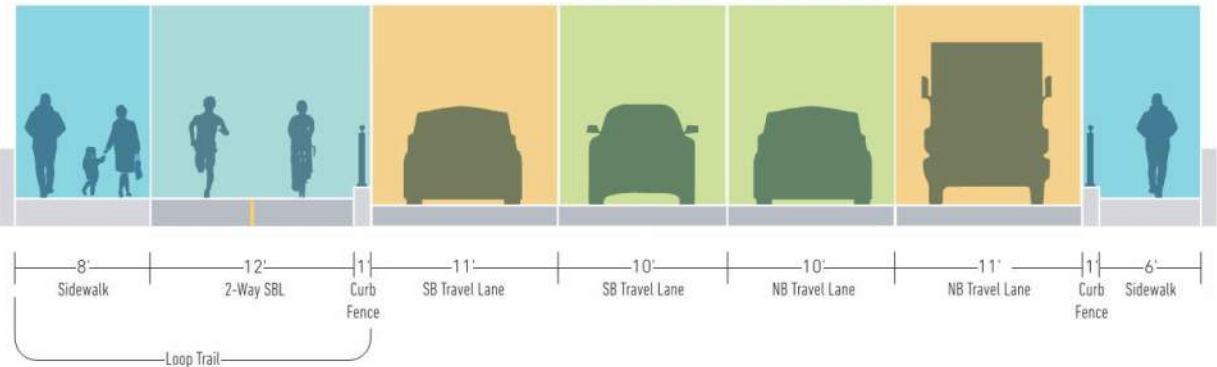 8' 12' 1' 11' 10' 10' 11' 1' 6'
Sidewalk 2-Way SBL Curb SB Travel Lane SB Travel Lane NB Travel Lane NB Travel Lane Curb Sidewalk
Fence Fence
Loop Trail